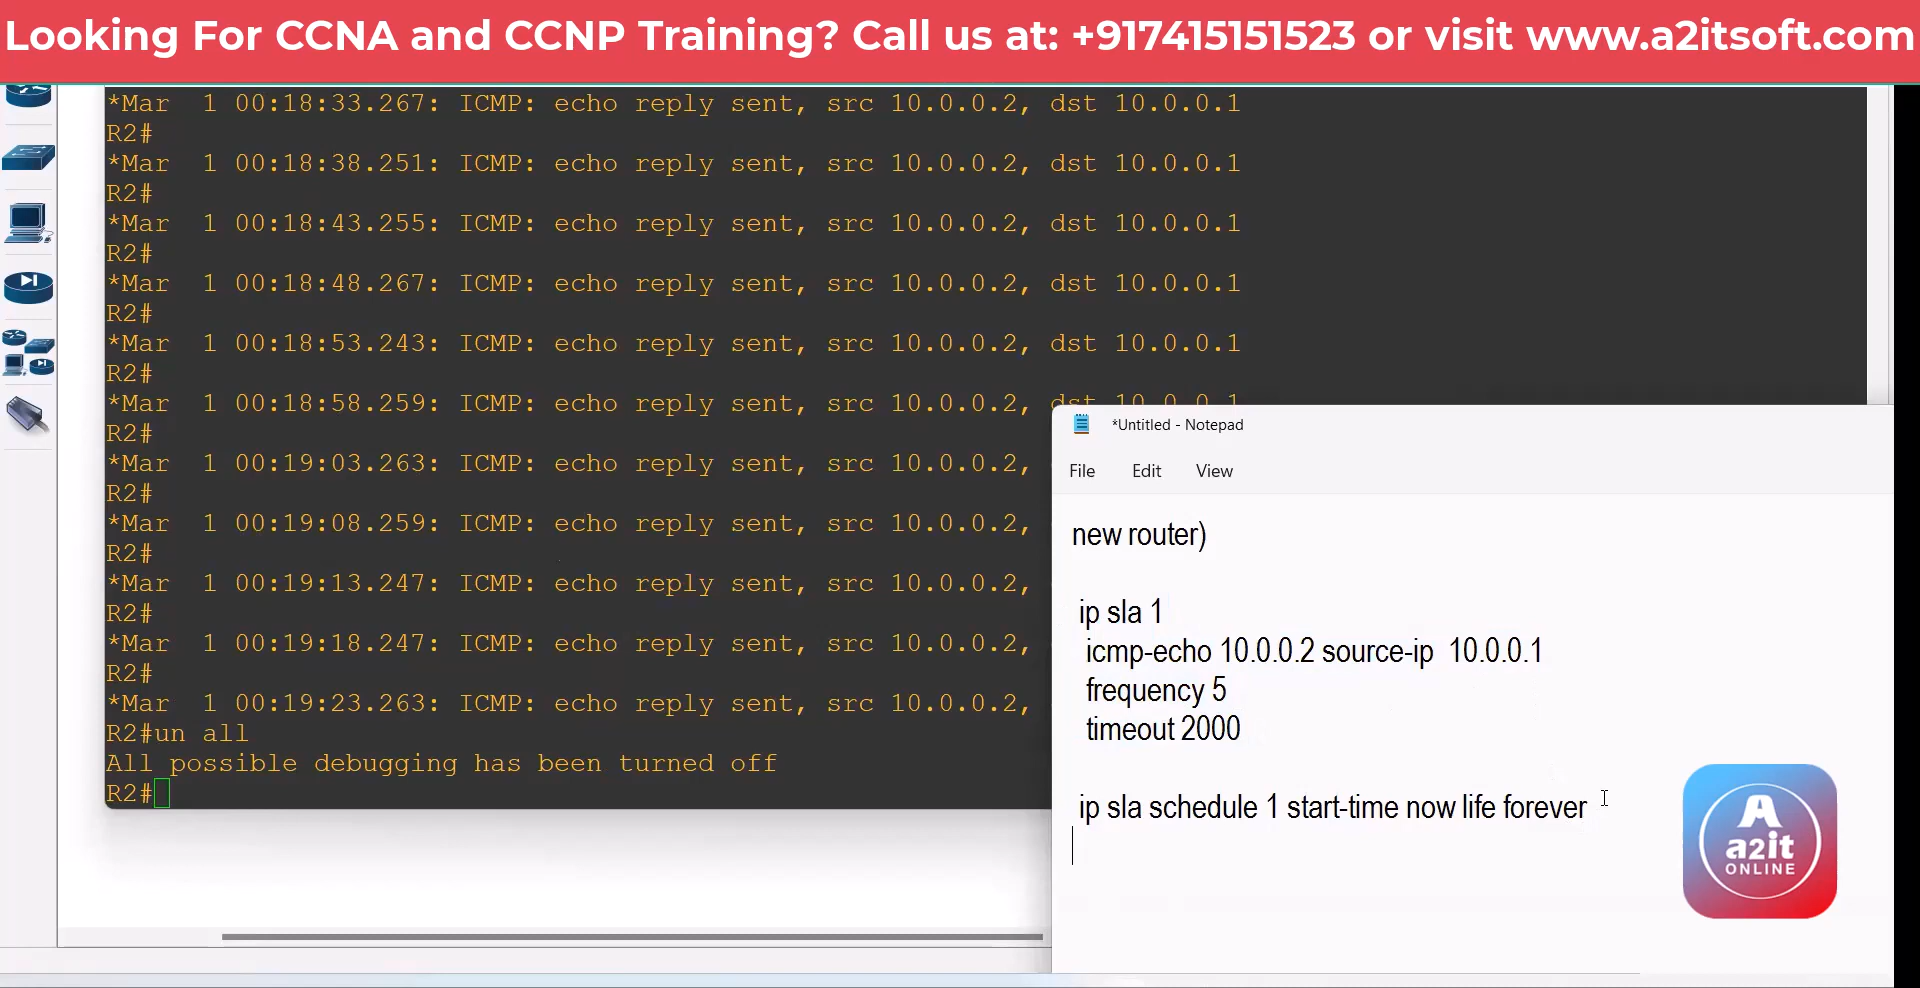 Looking For CCNA and CCNP Training? Call us at: +917415151523 or visit www.a2itsoft.com
*Mar  1 00:18:33.267: ICMP: echo reply sent, src 10.0.0.2, dst 10.0.0.1
R2#
*Mar  1 00:18:38.251: ICMP: echo reply sent, src 10.0.0.2, dst 10.0.0.1
R2#
*Mar  1 00:18:43.255: ICMP: echo reply sent, src 10.0.0.2, dst 10.0.0.1
R2#
*Mar  1 00:18:48.267: ICMP: echo reply sent, src 10.0.0.2, dst 10.0.0.1
R2#
*Mar  1 00:18:53.243: ICMP: echo reply sent, src 10.0.0.2, dst 10.0.0.1
R2#
*Mar  1 00:18:58.259: ICMP: echo reply sent, src 10.0.0.2, dst 10.0.0.1
R2#
*Mar  1 00:19:03.263: ICMP: echo reply sent, src 10.0.0.2,
R2#
*Mar  1 00:19:08.259: ICMP: echo reply sent, src 10.0.0.2,
R2#
*Mar  1 00:19:13.247: ICMP: echo reply sent, src 10.0.0.2,
R2#
*Mar  1 00:19:18.247: ICMP: echo reply sent, src 10.0.0.2,
R2#
*Mar  1 00:19:23.263: ICMP: echo reply sent, src 10.0.0.2,
R2#un all
All possible debugging has been turned off
R2#
*Untitled - Notepad
File Edit View
new router)
ip sla 1
icmp-echo 10.0.0.2 source-ip  10.0.0.1
frequency 5
timeout 2000
ip sla schedule 1 start-time now life forever
A
a2it
ONLINE